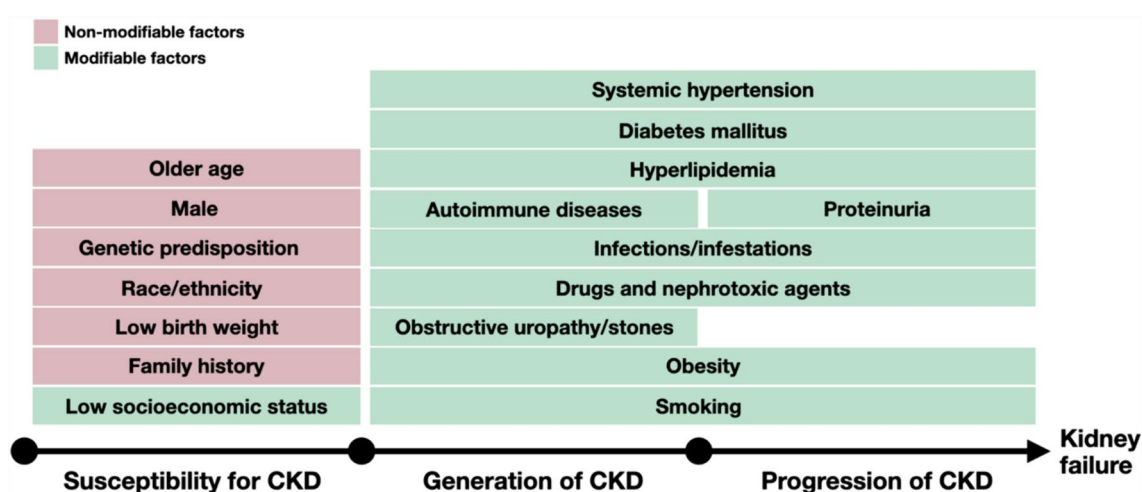 Non-modifiable factors
Modifiable factors
Systemic hypertension
Diabetes mallitus
Older age
Hyperlipidemia
Male
Autoimmune diseases
Proteinuria
Genetic predisposition
Infections/infestations
Race/ethnicity
Drugs and nephrotoxic agents
Low birth weight
Obstructive uropathy/stones
Family history
Obesity
Low socioeconomic status
Smoking
Kidney
failure
Susceptibility for CKD
Generation of CKD
Progression of CKD